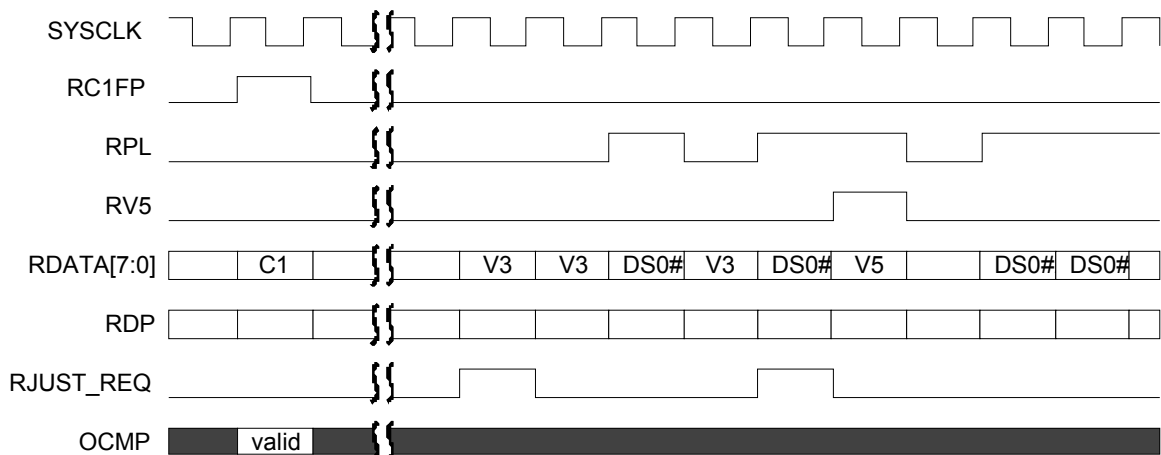 SYSCLK
RC1FP
RPL
RV5
RDATA[7:0] C1 V3 V3 DS0# V3 DS0# V5 DS0# DS0#
RDP
RJUST_REQ
OCMP valid